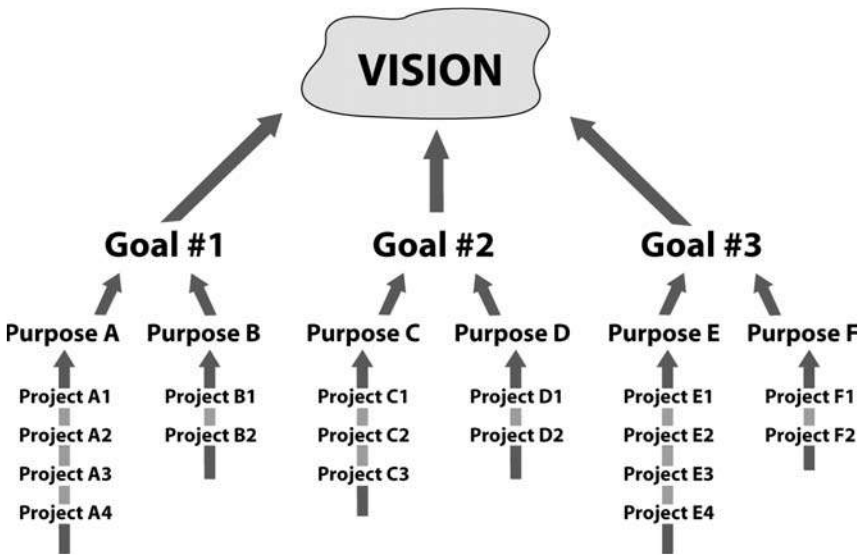 VISION
Goal #1 Goal #2 Goal #3
Purpose A Purpose B Purpose C Purpose D Purpose E Purpose F
Project A1 Project B1 Project C1 Project D1 Project E1 Project F1
Project A2 Project B2 Project C2 Project D2 Project E2 Project F2
Project A3 Project C3 Project E3
Project A4 Project E4